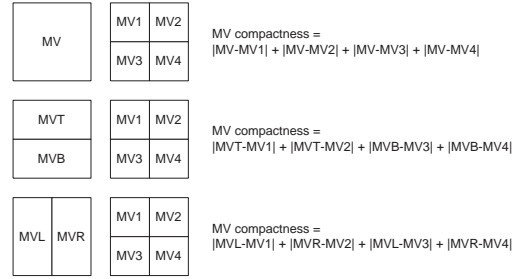 MV
MV1 MV2
MV3 MV4
MV compactness =
|MV-MV1| + |MV-MV2| + |MV-MV3| + |MV-MV4|
MVT
MVB
MV1 MV2
MV3 MV4
MV compactness =
|MVT-MV1| + |MVT-MV2| + |MVB-MV3| + |MVB-MV4|
MVL MVR
MV1 MV2
MV3 MV4
MV compactness =
|MVL-MV1| + |MVR-MV2| + |MVL-MV3| + |MVR-MV4|